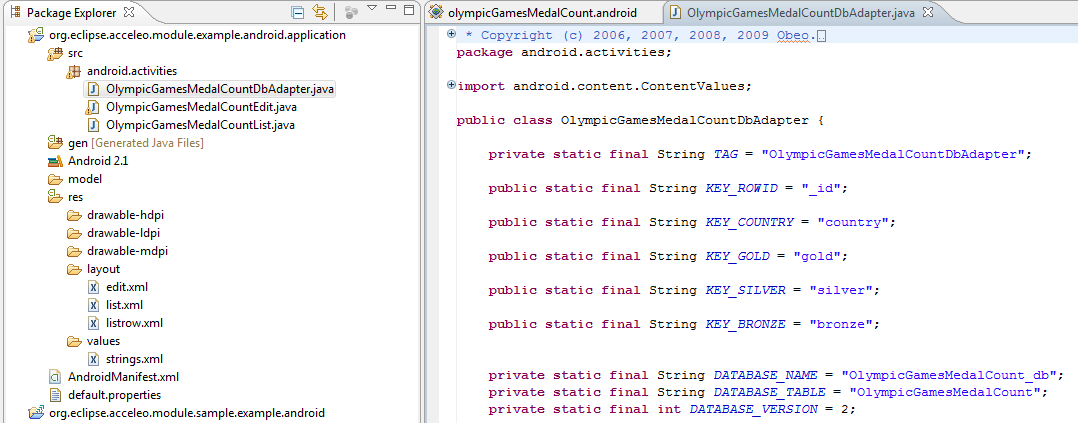 Package Explorer
org.eclipse.acceleo.module.example.android.application
src
android.activities
OlympicGamesMedalCountDbAdapter.java
OlympicGamesMedalCountEdit.java
OlympicGamesMedalCountList.java
gen [Generated Java Files]
Android 2.1
model
res
drawable-hdpi
drawable-ldpi
drawable-mdpi
layout
edit.xml
list.xml
listrow.xml
values
strings.xml
AndroidManifest.xml
default.properties
org.eclipse.acceleo.module.sample.example.android
olympicGamesMedalCount.android
OlympicGamesMedalCountDbAdapter.java
* Copyright (c) 2006, 2007, 2008, 2009 Obeo.
package android.activities;
import android.content.ContentValues;
public class OlympicGamesMedalCountDbAdapter {
private static final String TAG = "OlympicGamesMedalCountDbAdapter";
public static final String KEY_ROWID = "_id";
public static final String KEY_COUNTRY = "country";
public static final String KEY_GOLD = "gold";
public static final String KEY_SILVER = "silver";
public static final String KEY_BRONZE = "bronze";
private static final String DATABASE_NAME = "OlympicGamesMedalCount_db";
private static final String DATABASE_TABLE = "OlympicGamesMedalCount";
private static final int DATABASE_VERSION = 2;